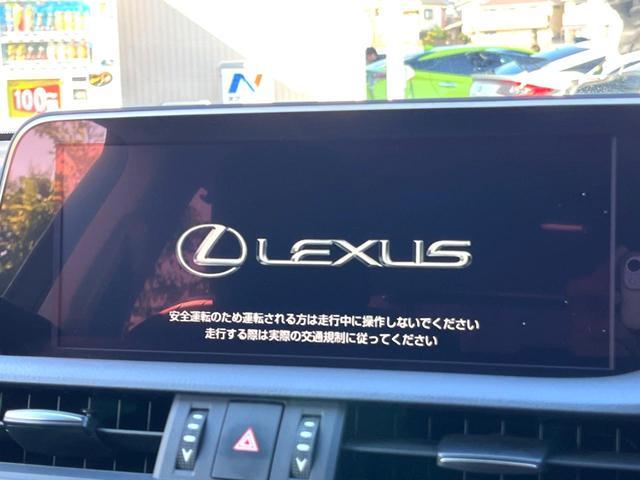 100
LEXUS
安全運転のため運転される方は走行中に操作しないでください
走行する際は実際の交通規制に従ってください